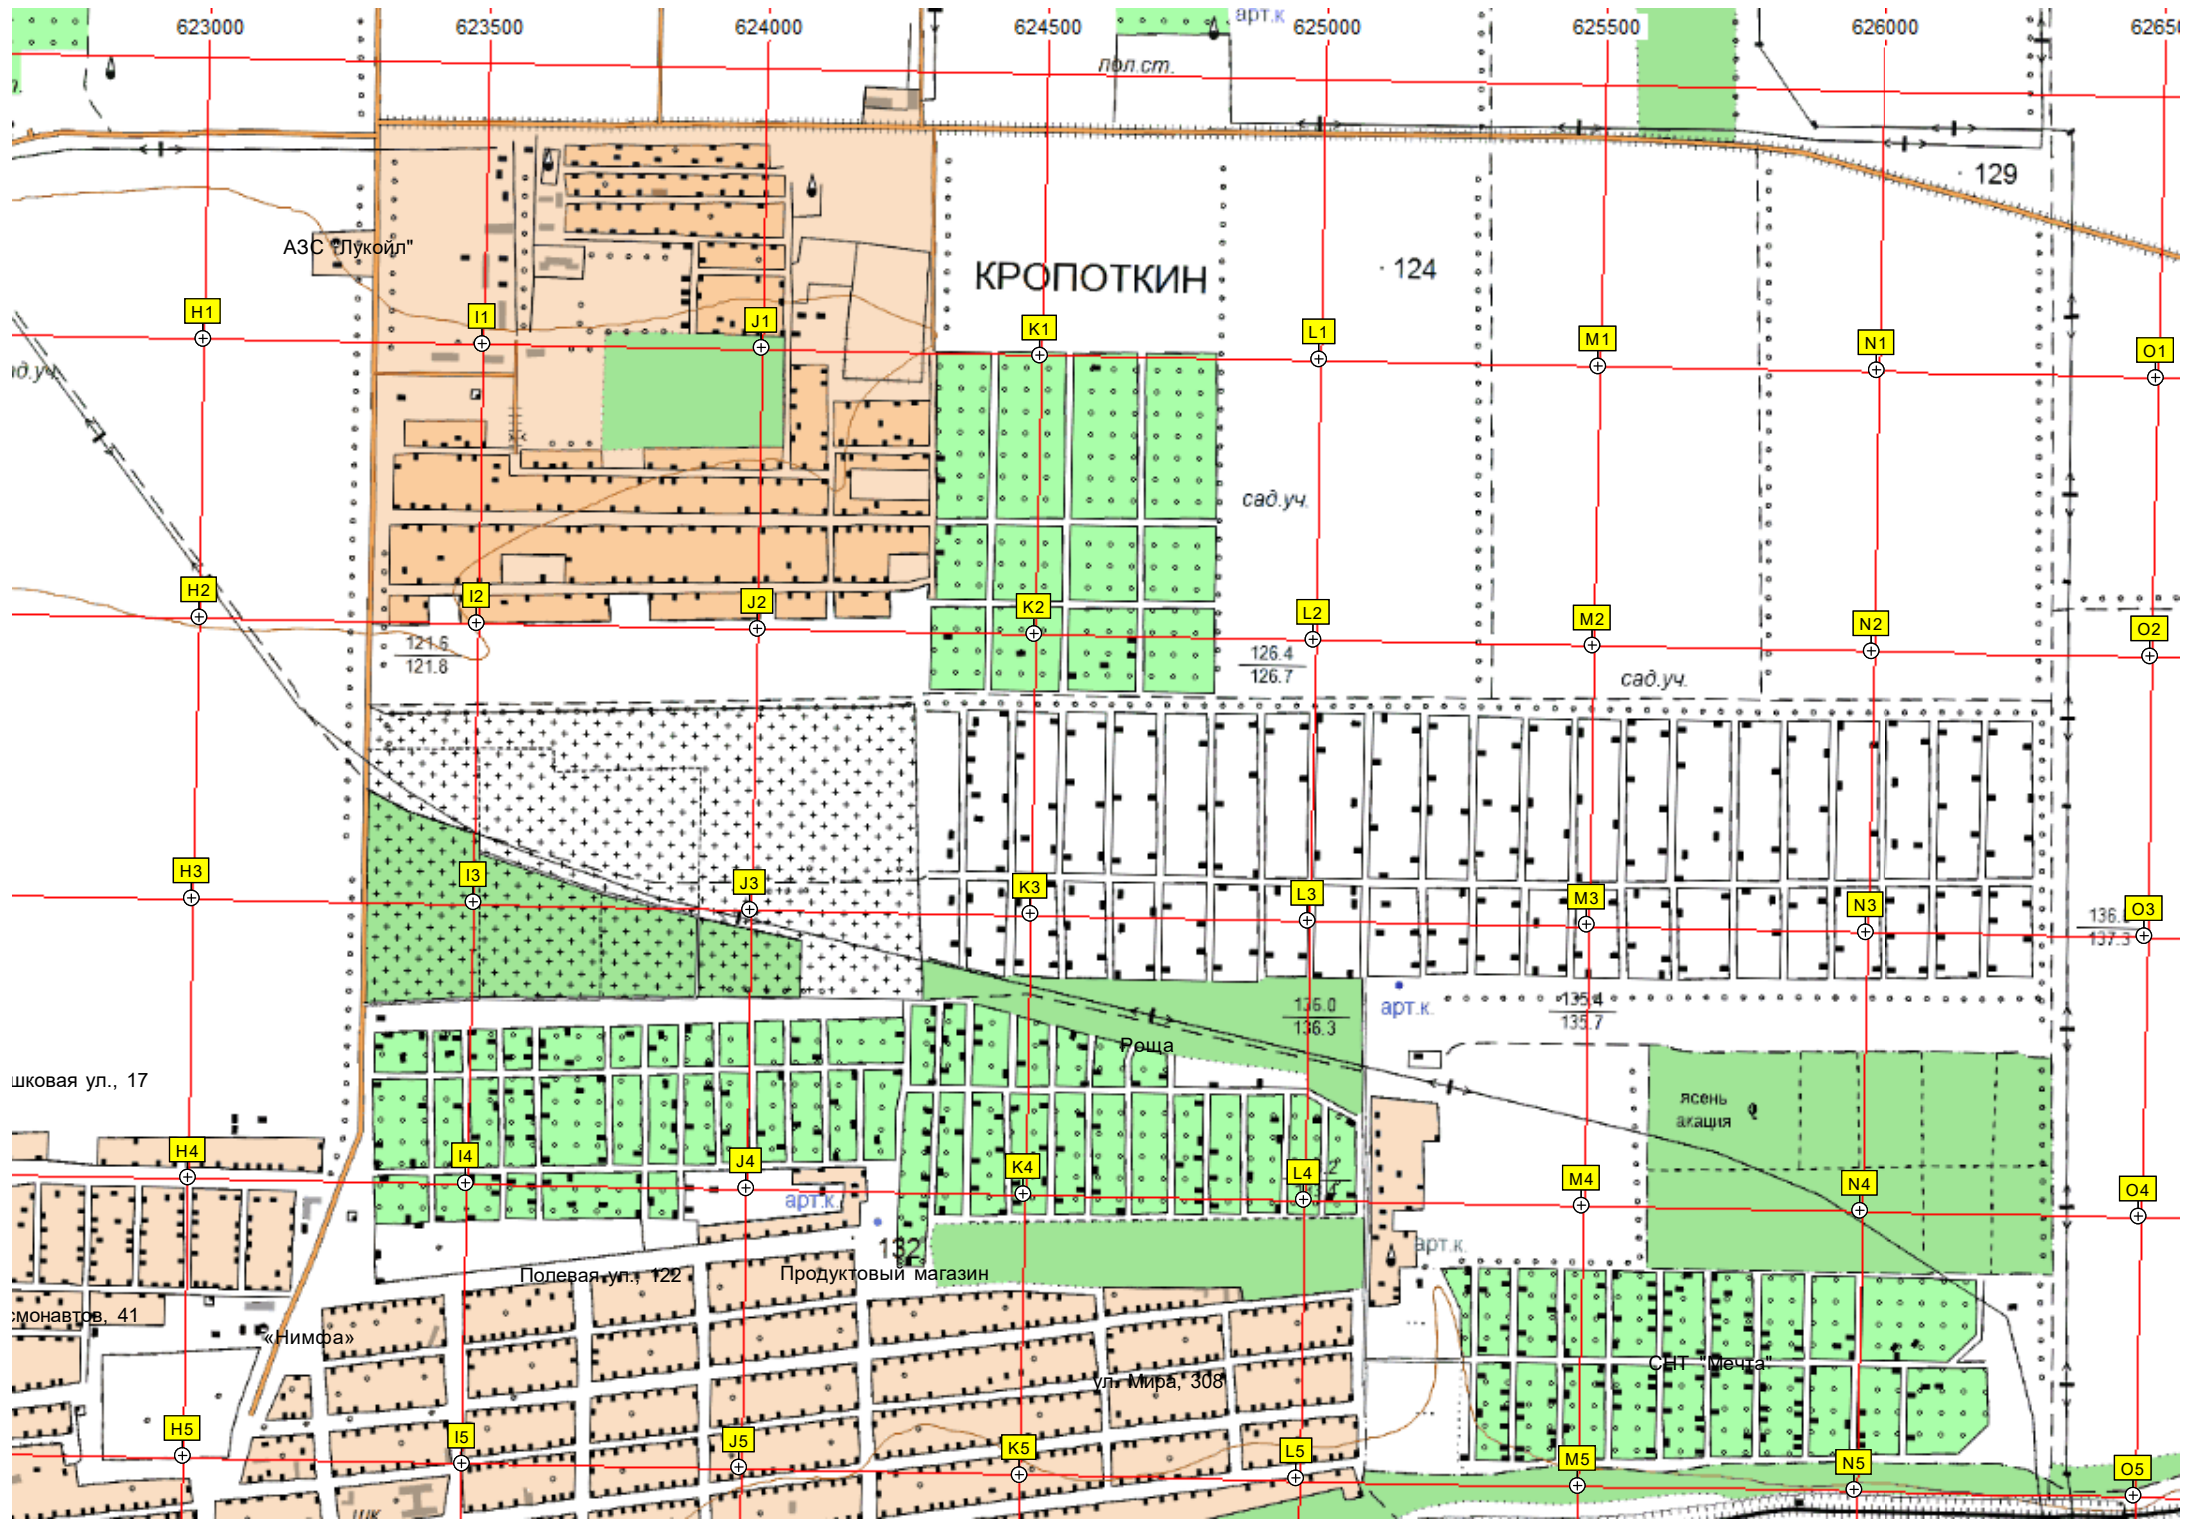 арт.к
623000 623500 624000 624500 625000 625500 626000
пол.ст.
129
АЗС "Лукойл"
КРОПОТКИН
124
H1 I1 J1 K1 L1 M1 N1 O1
сад.уч.
H2 I2 J2 K2 L2 M2 N2 O2
121.6
121.8
126.4
126.7
сад.уч.
H3 I3 J3 K3 L3 M3 N3 O3
137.3
136.0
136.3
арт.к.
135.4
135.7
Роща
шковая ул., 17
ясень
акация
H4 I4 J4 K4 L4 M4 N4 O4
арт.к.
132
арт.к.
Полевая ул., 122
Продуктовый магазин
смонавтов, 41
«Нимфа»
СНТ "Мечта"
ул. Мира, 308
H5 I5 J5 K5 L5 M5 N5 O5